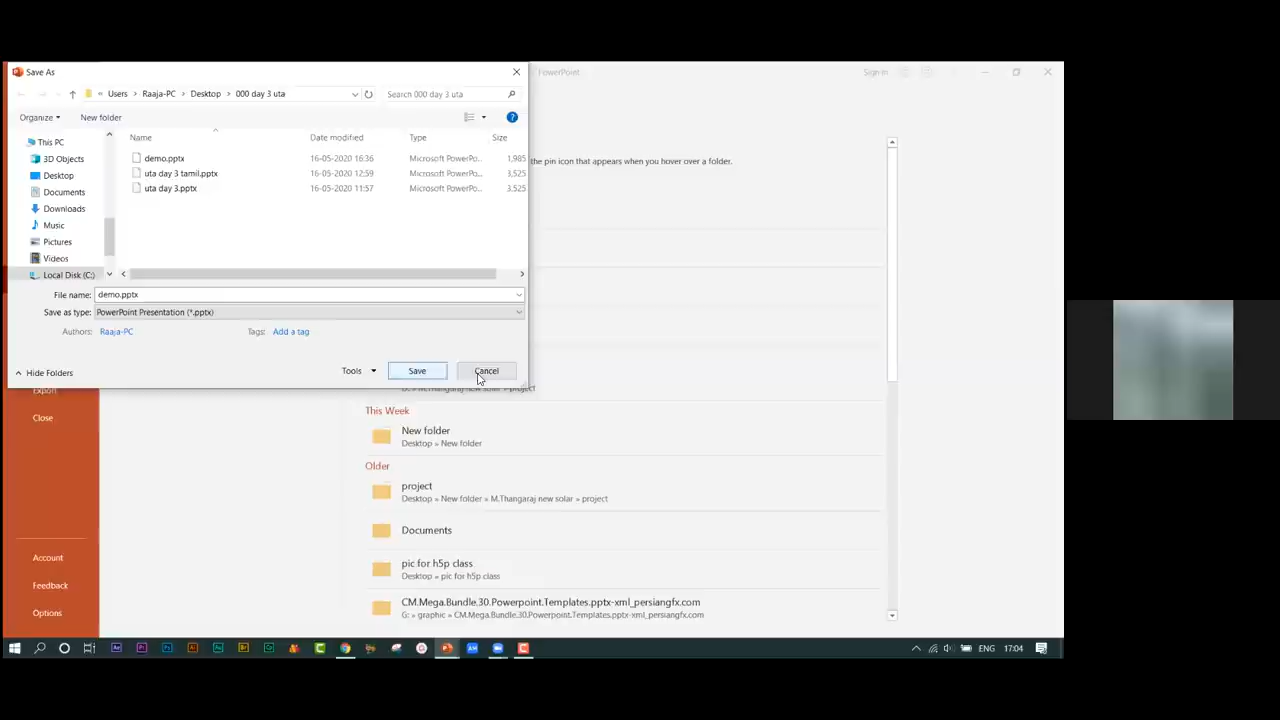 Save As
PowerPoint
Sign in
« Users › Raaja-PC › Desktop › 000 day 3 uta
Search 000 day 3 uta
Organize
New folder
This PC
3D Objects
Desktop
Documents
Downloads
Music
Pictures
Videos
Local Disk (C:)
Name Date modified Type Size
demo.pptx 16-05-2020 16:36 Microsoft PowerPo... 1,985
uta day 3 tamil.pptx 16-05-2020 12:59 Microsoft PowerPo... 3,525
uta day 3.pptx 16-05-2020 11:57 Microsoft PowerPo... 3,525
the pin icon that appears when you hover over a folder.
File name: demo.pptx
Save as type: PowerPoint Presentation (*.pptx)
Authors: Raaja-PC Tags: Add a tag
Hide Folders
Tools Save Cancel
Export
Close
This Week
New folder
Desktop » New folder
Older
project
Desktop » New folder » M.Thangaraj new solar » project
Documents
pic for h5p class
Desktop » pic for h5p class
CM.Mega.Bundle.30.Powerpoint.Templates.pptx-xml_persiangfx.com
G: » graphic » CM.Mega.Bundle.30.Powerpoint.Templates.pptx-xml_persiangfx.com
Account
Feedback
Options
ENG 17:04